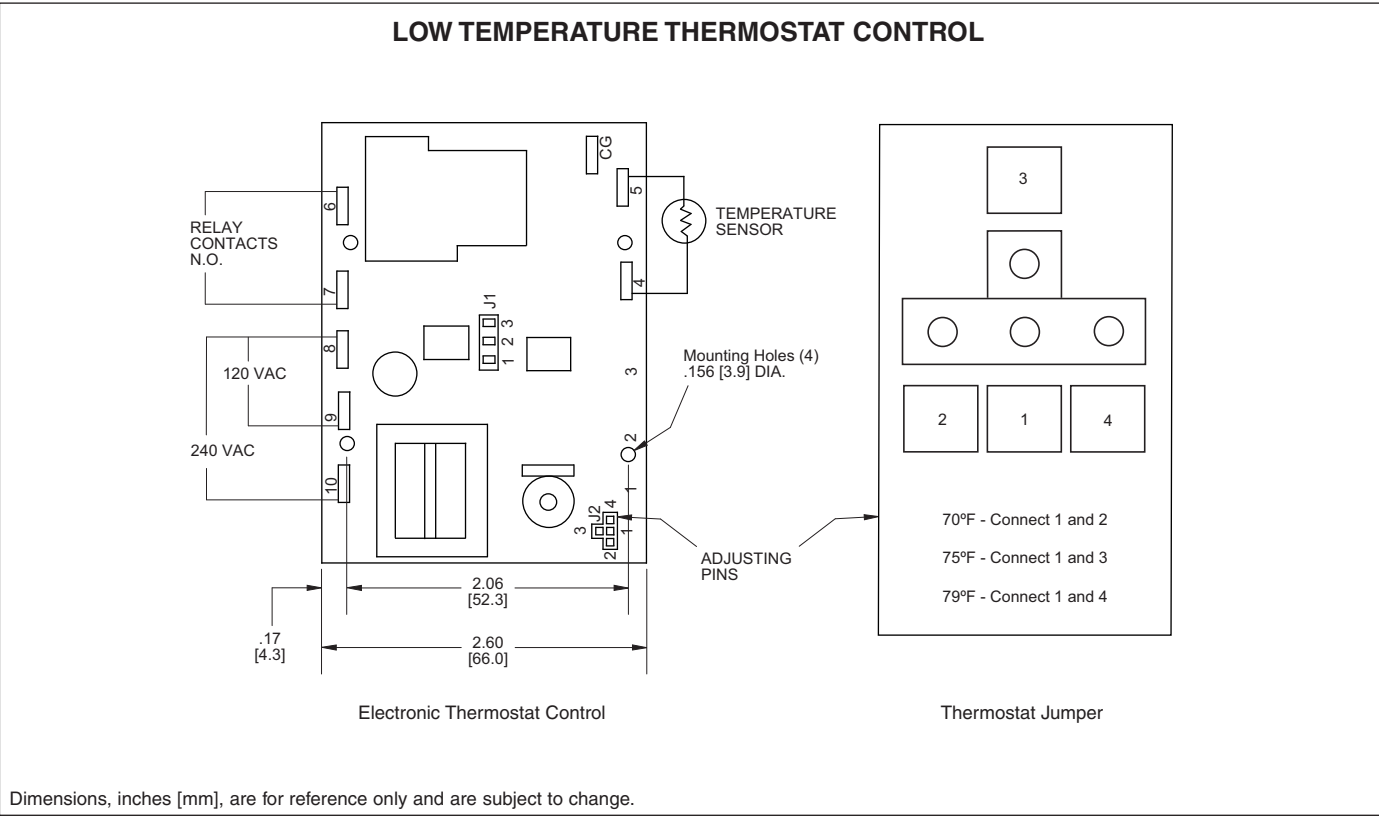 LOW TEMPERATURE THERMOSTAT CONTROL
CG
5
6
TEMPERATURE
SENSOR
RELAY
CONTACTS
N.O.
4
7
J1
3
2
1
8
120 VAC
9
240 VAC
10
Mounting Holes (4)
.156 [3.9] DIA.
3
2
1
J2
4
3
1
2
ADJUSTING
PINS
2.06
[52.3]
.17
[4.3]
2.60
[66.0]
Electronic Thermostat Control
3
2
1
4
70ºF - Connect 1 and 2
75ºF - Connect 1 and 3
79ºF - Connect 1 and 4
Thermostat Jumper
Dimensions, inches [mm], are for reference only and are subject to change.